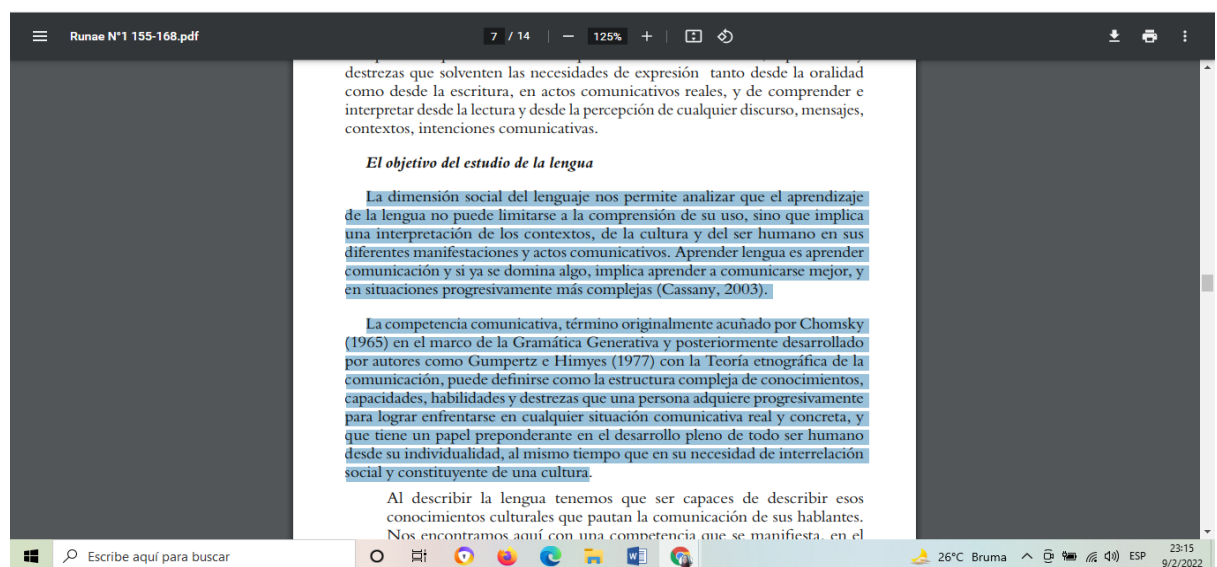 Runae N°1 155-168.pdf
7 / 14
125%
destrezas que solventen las necesidades de expresión tanto desde la oralidad
como desde la escritura, en actos comunicativos reales, y de comprender e
interpretar desde la lectura y desde la percepción de cualquier discurso, mensajes,
contextos, intenciones comunicativas.
El objetivo del estudio de la lengua
La dimensión social del lenguaje nos permite analizar que el aprendizaje
de la lengua no puede limitarse a la comprensión de su uso, sino que implica
una interpretación de los contextos, de la cultura y del ser humano en sus
diferentes manifestaciones y actos comunicativos. Aprender lengua es aprender
comunicación y si ya se domina algo, implica aprender a comunicarse mejor, y
en situaciones progresivamente más complejas (Cassany, 2003).
La competencia comunicativa, término originalmente acuñado por Chomsky
(1965) en el marco de la Gramática Generativa y posteriormente desarrollado
por autores como Gumpertz e Himyes (1977) con la Teoría etnográfica de la
comunicación, puede definirse como la estructura compleja de conocimientos,
capacidades, habilidades y destrezas que una persona adquiere progresivamente
para lograr enfrentarse en cualquier situación comunicativa real y concreta, y
que tiene un papel preponderante en el desarrollo pleno de todo ser humano
desde su individualidad, al mismo tiempo que en su necesidad de interrelación
social y constituyente de una cultura.
Al describir la lengua tenemos que ser capaces de describir esos
conocimientos culturales que pautan la comunicación de sus hablantes.
Nos encontramos aquí con una competencia que se manifiesta, en el
Escribe aquí para buscar
26°C Bruma
ESP
23:15
9/2/2022